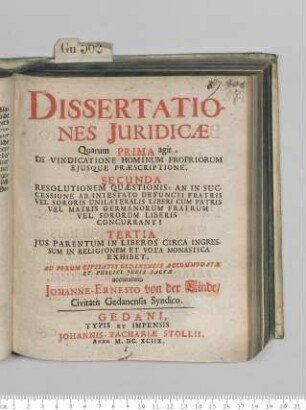 Gu 302
DISSERTATIO-
NES JURIDICÆ
Quarum PRIMA agit
DE VINDICATIONE HOMINUM PROPRIORUM
EJUSQUE PRÆSCRIPTIONE.
SECUNDA
RESOLUTIONEM QUÆSTIONIS: AN IN SUC-
CESSIONE AB INTESTATO DEFUNCTI FRATRIS
VEL SORORIS UNILATERALIS LIBERI CUM PATRIS
VEL MATRIS GERMANORUM FRATRUM
VEL SORORUM LIBERIS
CONCURRANT?
TERTIA
JUS PARENTUM IN LIBEROS CIRCA INGRES-
SUM IN RELIGIONEM ET VOTA MONASTICA
EXHIBET.
AD FORUM CIVITATIS GEDANENSIS ACCOMMODATÆ
ET PUBLICI JURIS FACTÆ
JOHANNE-ERNESTO von der Linde,
Civitatis Gedanensis Syndico.
GEDANI,
TYPIS ET IMPENSIS
JOHANNIS-ZACHARIÆ STOLLII,
ANNO M. DC. XCIIX.